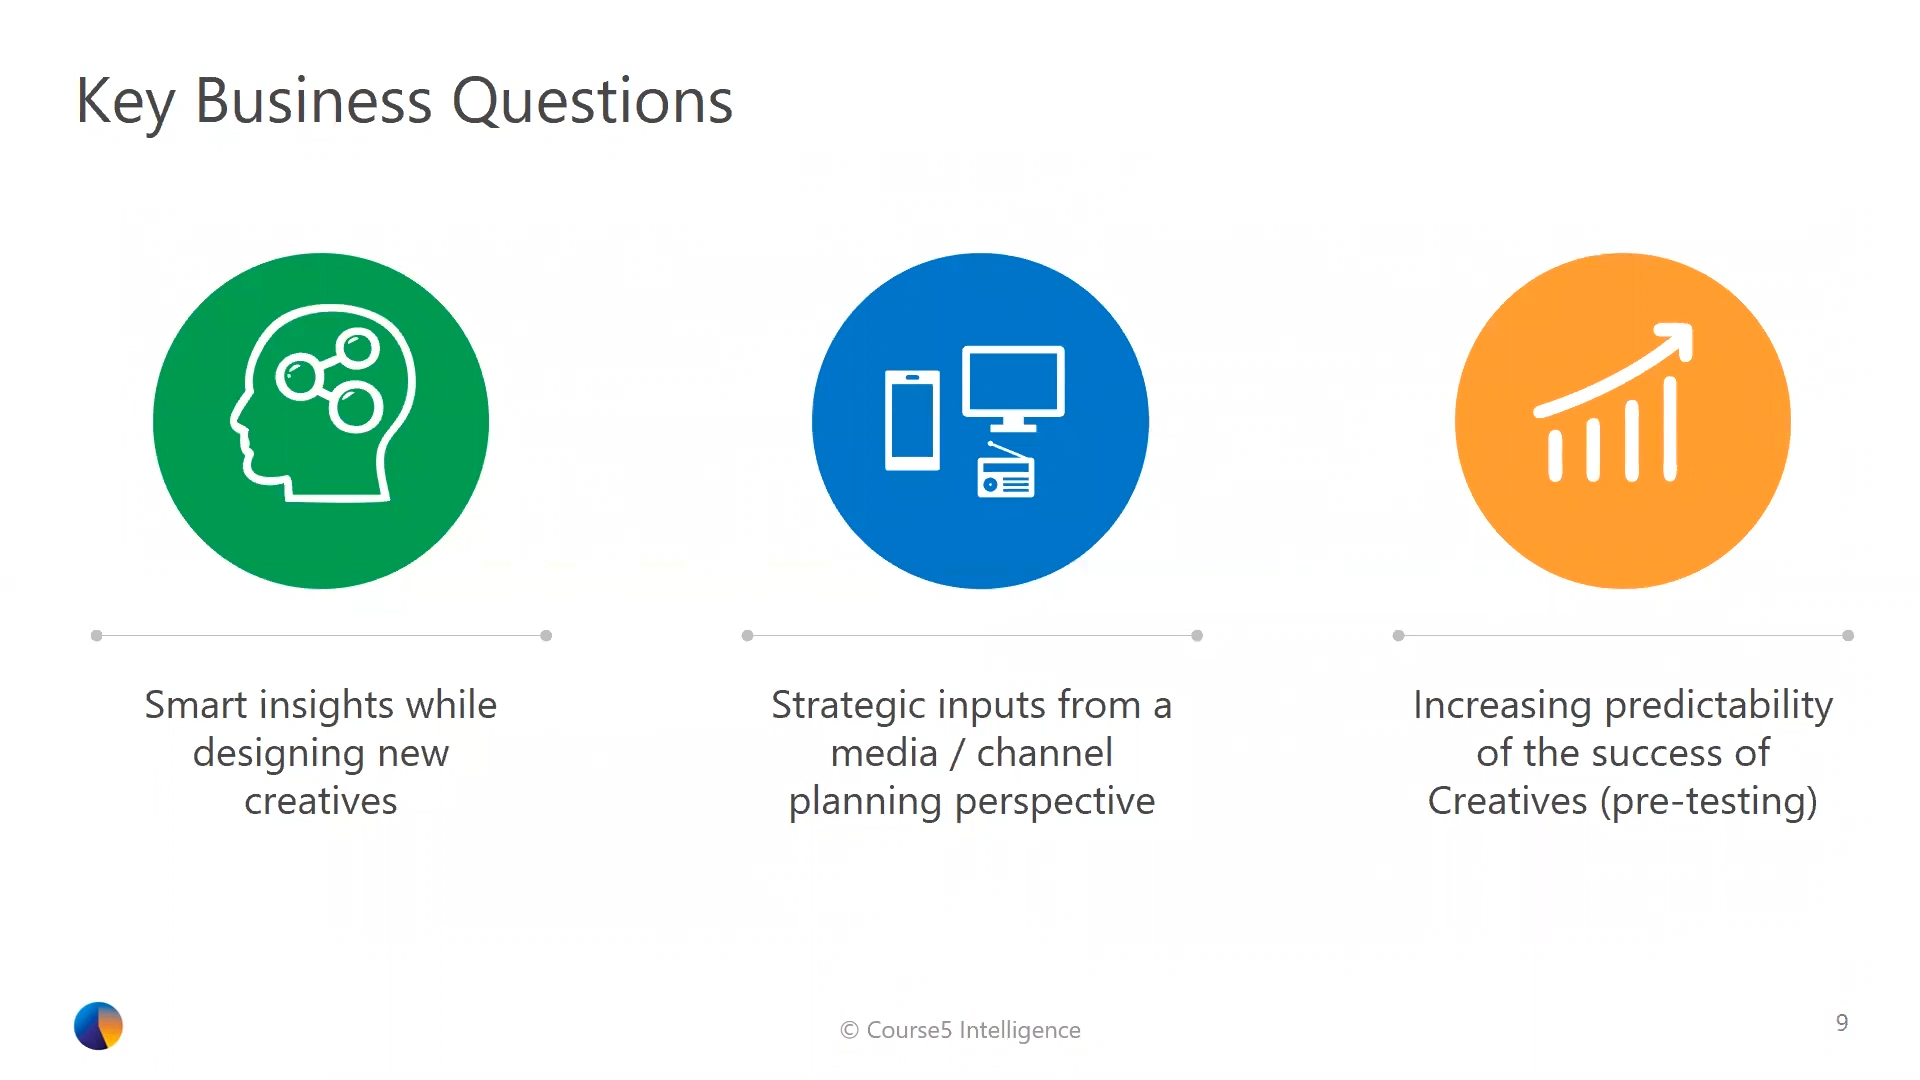 Key Business Questions
Smart insights while
designing new
creatives
Strategic inputs from a
media / channel
planning perspective
Increasing predictability
of the success of
Creatives (pre-testing)
© Course5 Intelligence
9